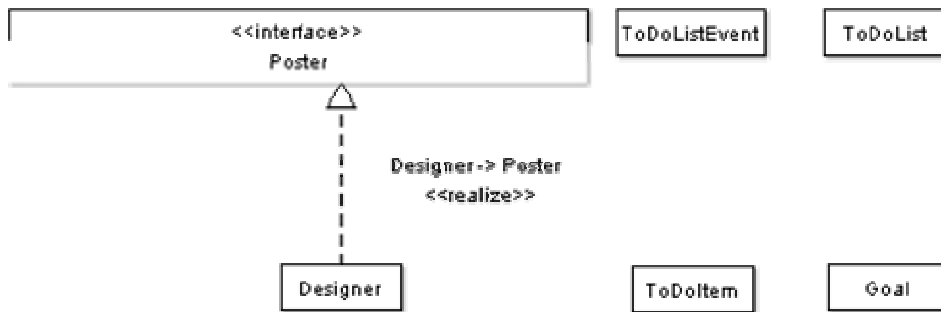 <<interface>>
Poster
ToDoListEvent
ToDoList
Designer-> Poster
<<realize>>
Designer
ToDoItem
Goal